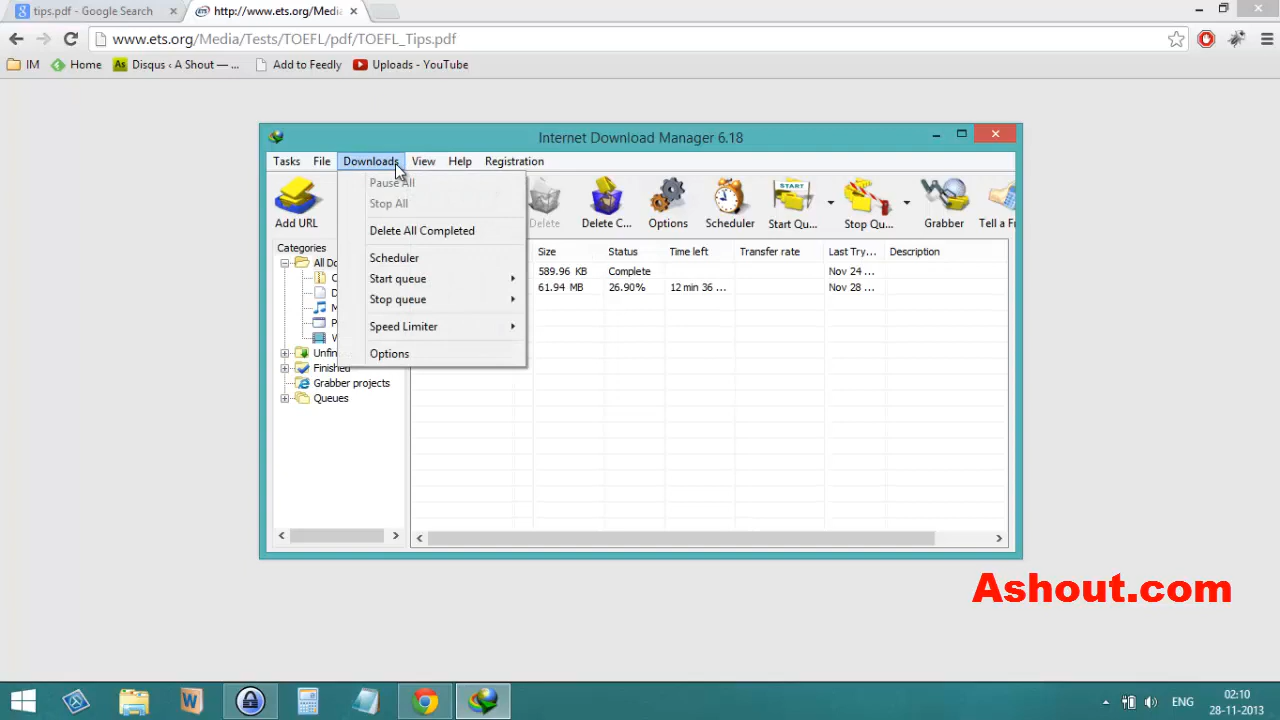 tips.pdf - Google Search
http://www.ets.org/Medi
www.ets.org/Media/Tests/TOEFL/pdf/TOEFL_Tips.pdf
IM
Home
Disqus ‹ A Shout — ...
Add to Feedly
Uploads - YouTube
Internet Download Manager 6.18
Tasks File Downloads View Help Registration
Pause All
Stop All
Delete All Completed
Scheduler
Start queue
Stop queue
Speed Limiter
Options
Add URL
Delete
Delete C...
Options
Scheduler
START
Start Qu...
Stop Qu...
Grabber
Tell a Fr
Categories
Size Status Time left Transfer rate Last Try... Description
589.96 KB Complete Nov 24 ...
61.94 MB 26.90% 12 min 36 ... Nov 28 ...
All Do
Unfin
Finished
Grabber projects
Queues
Ashout.com
ENG
02:10
28-11-2013